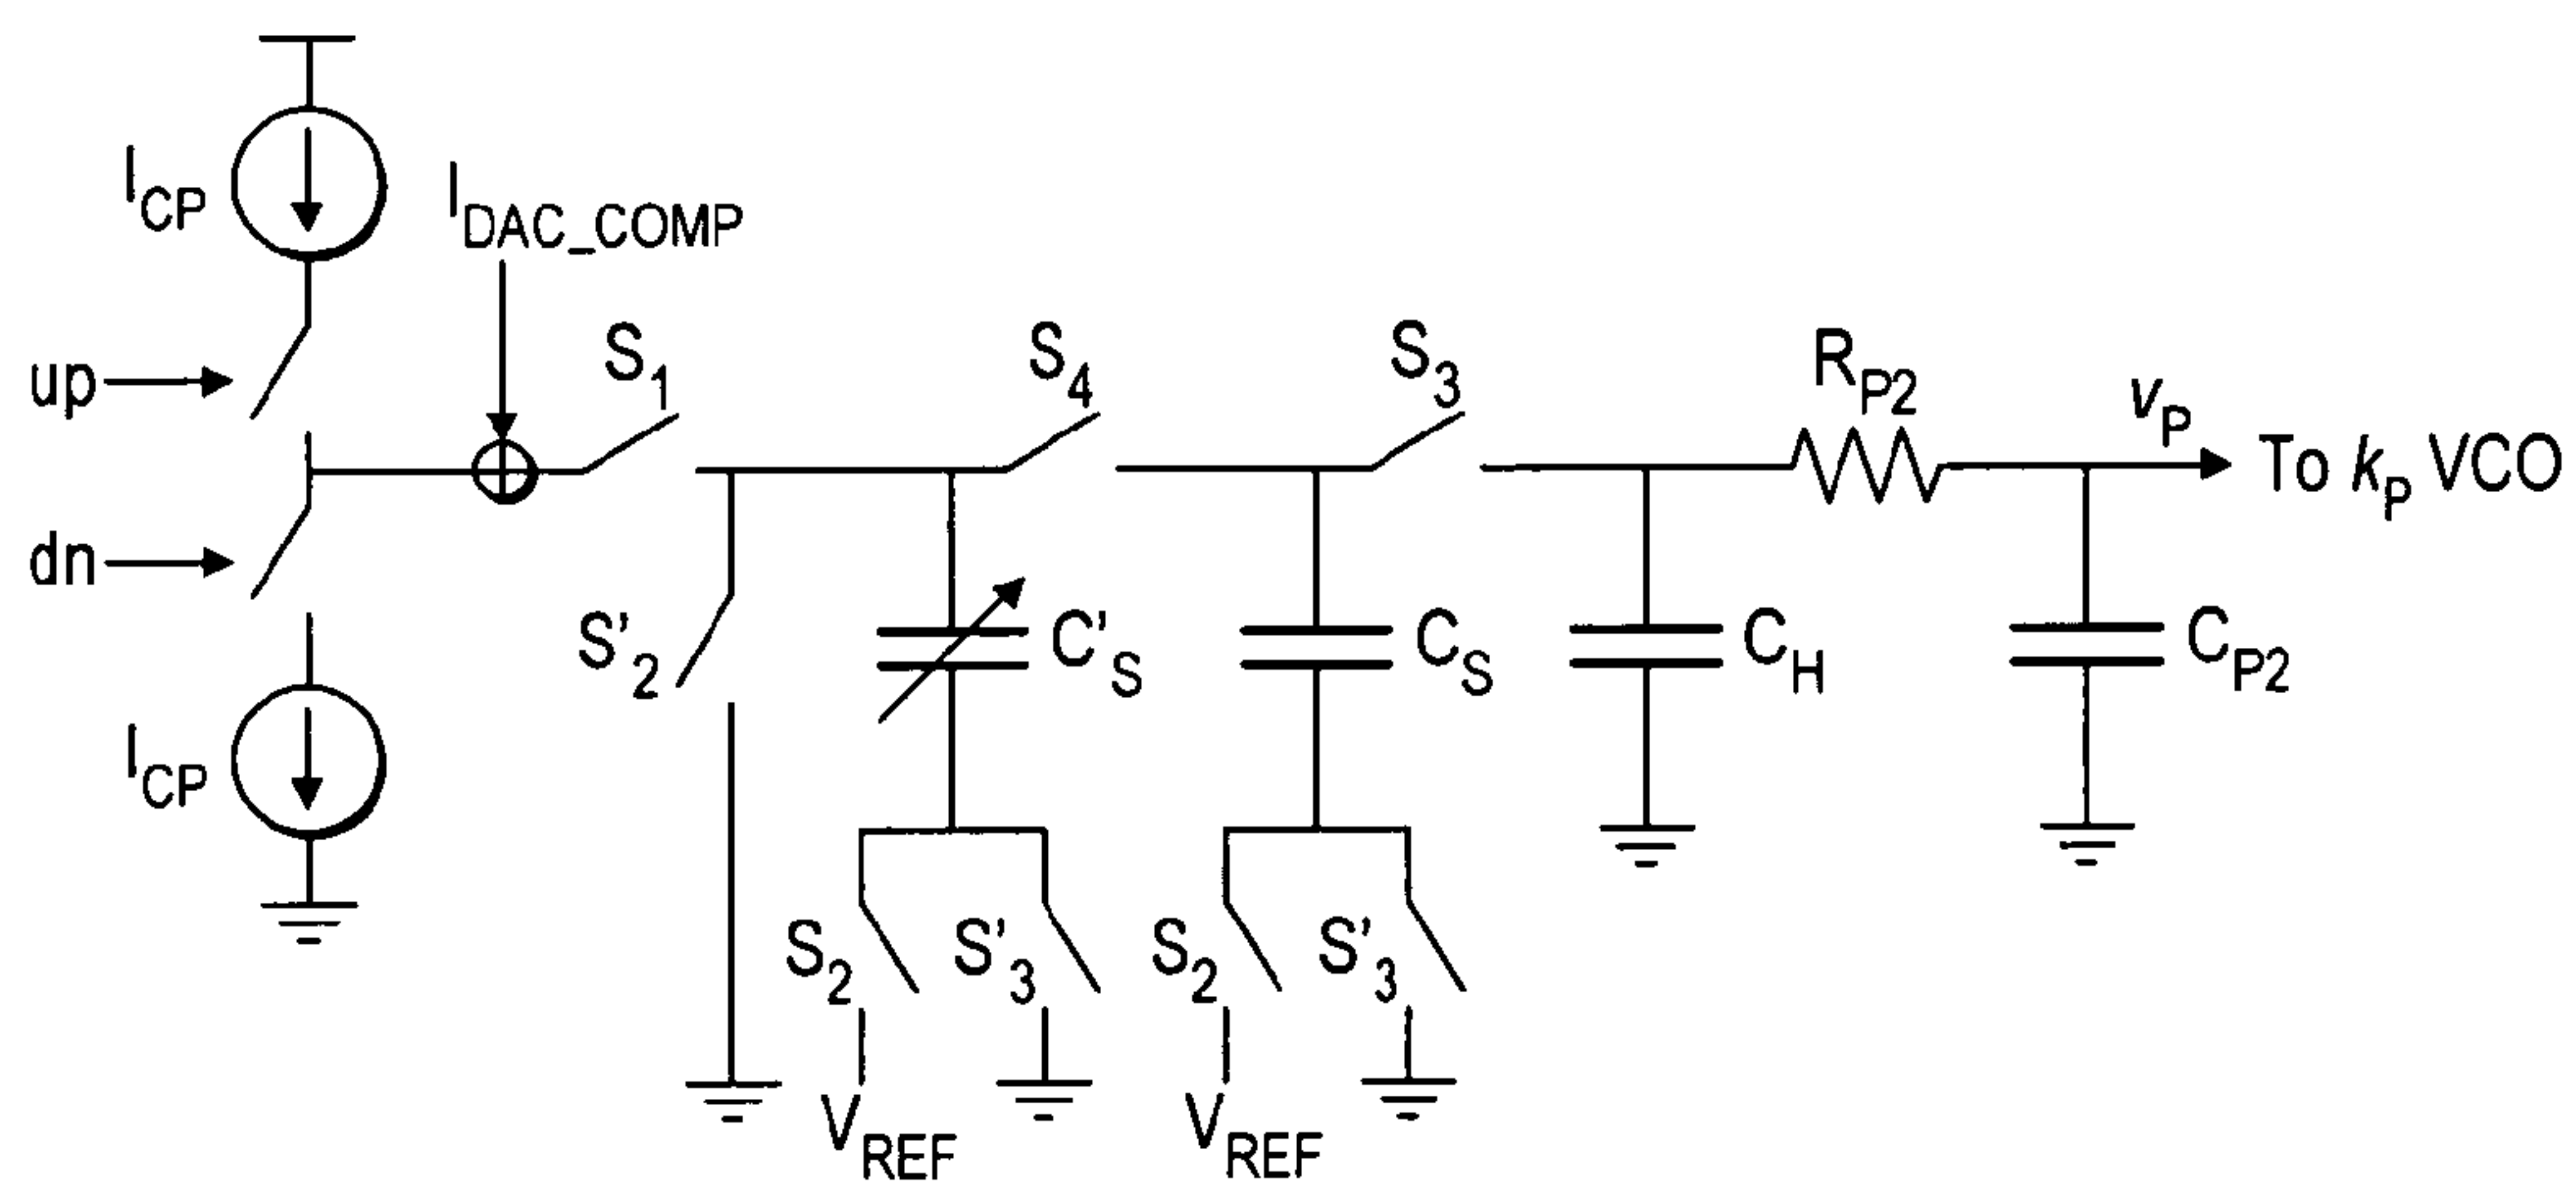 I_CP
I_DAC_COMP
up
dn
I_CP
S_1
S'_2
S_4
C'_S
S_2
S'_3
V_REF
S_3
C_S
S_2
S'_3
V_REF
C_H
R_P2
v_P
To k_P VCO
C_P2